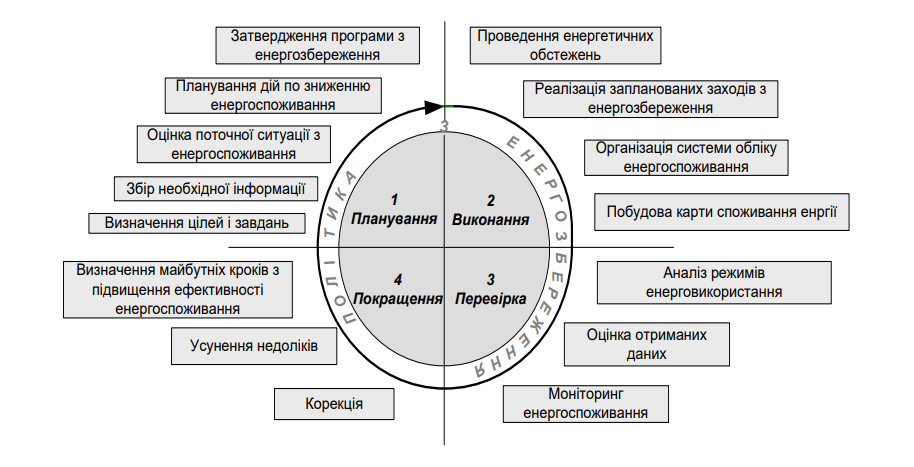 Затвердження програми з
енергозбереження
Проведення енергетичних
обстежень
Планування дій по зниженню
енергоспоживання
Реалізація запланованих заходів з
енергозбереження
Оцінка поточної ситуації з
енергоспоживання
Організація системи обліку
енергоспоживання
Збір необхідної інформації
Побудова карти споживання енргії
Визначення цілей і завдань
ПОЛІТИКА З ЕНЕРГОЗБЕРЕЖЕННЯ
1
Планування
2
Виконання
4
Покращення
3
Перевірка
Визначення майбутніх кроків з
підвищення ефективності
енергоспоживання
Аналіз режимів
енерговикористання
Усунення недоліків
Оцінка отриманих
даних
Корекція
Моніторинг
енергоспоживання